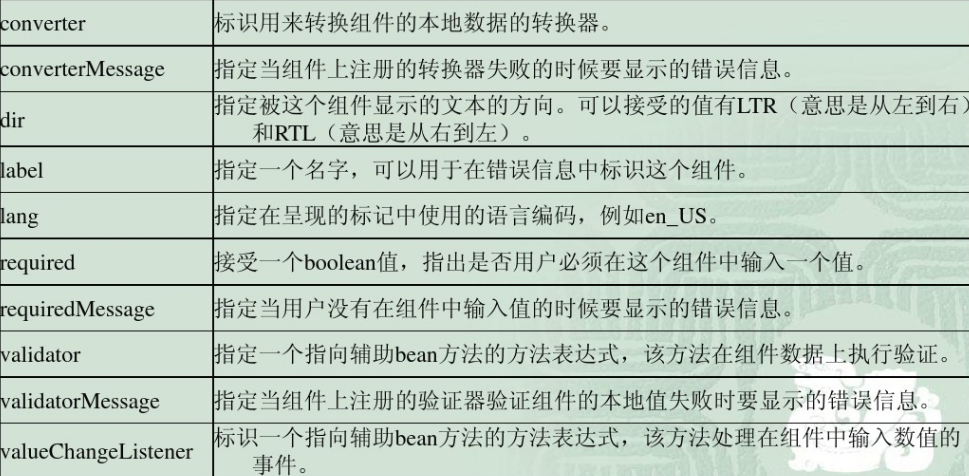 converter 标识用来转换组件的本地数据的转换器。
converterMessage 指定当组件上注册的转换器失败的时候要显示的错误信息。
dir 指定被这个组件显示的文本的方向。可以接受的值有LTR（意思是从左到右）
和RTL（意思是从右到左）。
label 指定一个名字，可以用于在错误信息中标识这个组件。
lang 指定在呈现的标记中使用的语言编码，例如en_US。
required 接受一个boolean值，指出是否用户必须在这个组件中输入一个值。
requiredMessage 指定当用户没有在组件中输入值的时候要显示的错误信息。
validator 指定一个指向辅助bean方法的方法表达式，该方法在组件数据上执行验证。
validatorMessage 指定当组件上注册的验证器验证组件的本地值失败时要显示的错误信息。
valueChangeListener 标识一个指向辅助bean方法的方法表达式，该方法处理在组件中输入数值的
事件。